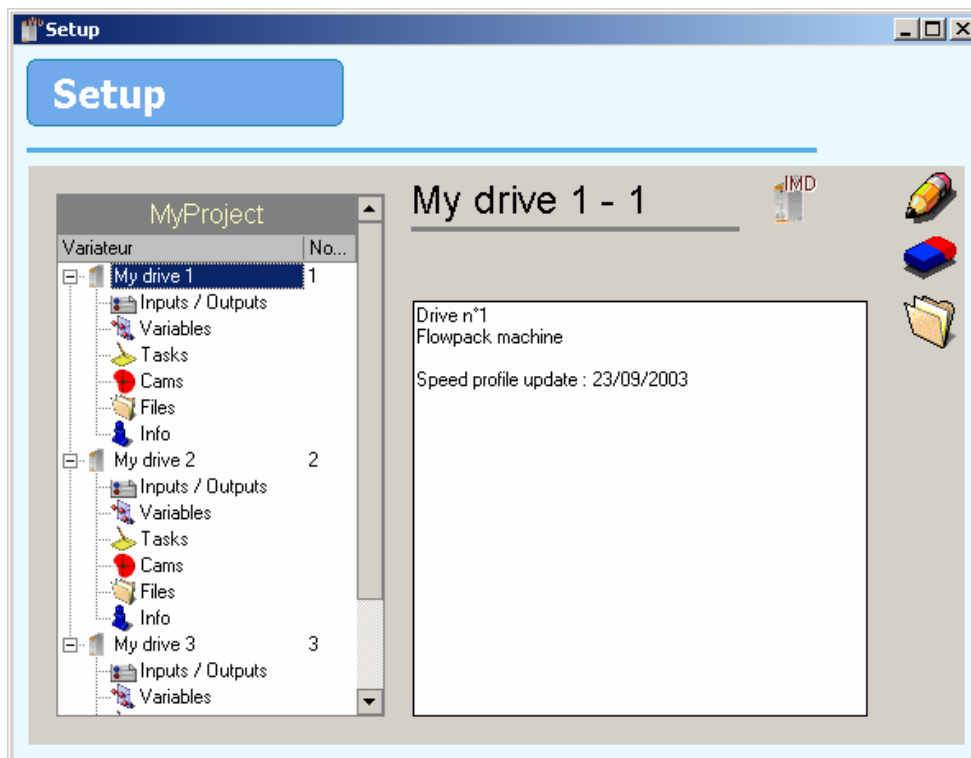 Setup
Setup
MyProject
Variateur No...
My drive 1 1
Inputs / Outputs
Variables
Tasks
Cams
Files
Info
My drive 2 2
Inputs / Outputs
Variables
Tasks
Cams
Files
Info
My drive 3 3
Inputs / Outputs
Variables
My drive 1 - 1
IMD
Drive n°1
Flowpack machine
Speed profile update : 23/09/2003